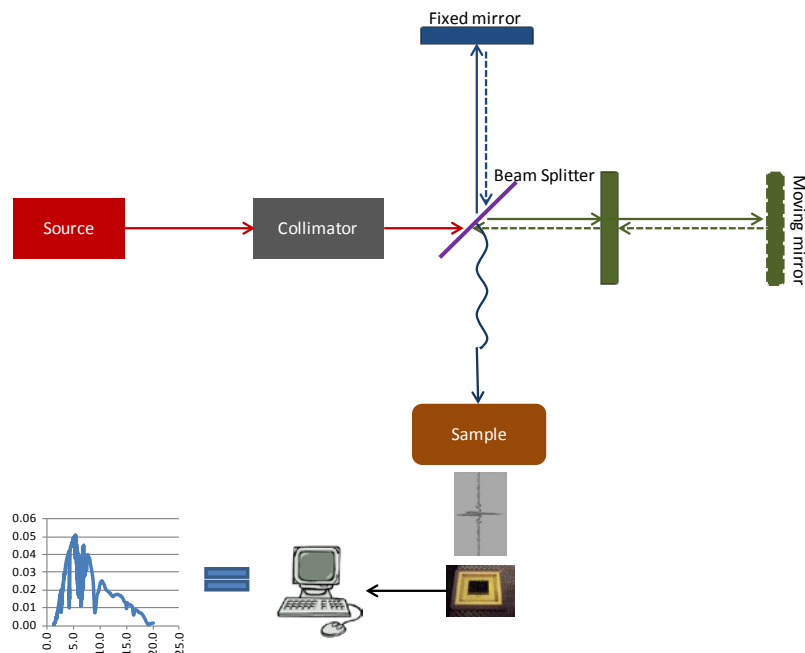 Fixed mirror
Beam Splitter
Source
Collimator
Moving mirror
Sample
0.06
0.05
0.04
0.03
0.02
0.01
0.00
0.0
5.0
10.0
15.0
20.0
25.0